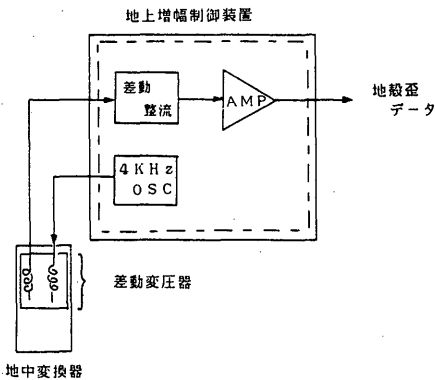 地上増幅制御装置
差動
整流
AMP
地殻歪
データ
4KHz
OSC
差動変圧器
地中変換器